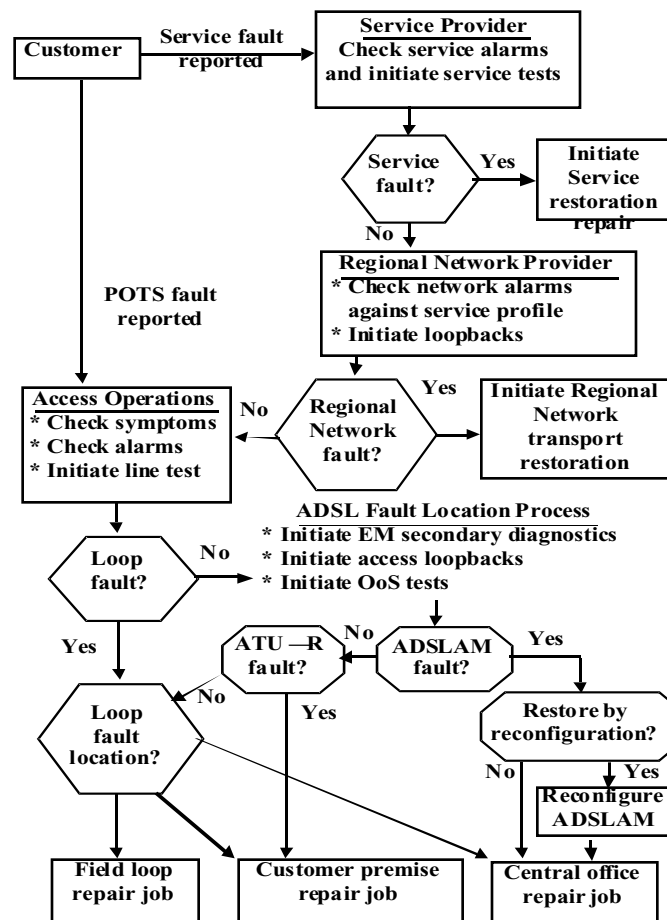 Customer
Service fault
reported
Service Provider
Check service alarms
and initiate service tests
Service
fault?
Yes
Initiate
Service
restoration
repair
No
Regional Network Provider
* Check network alarms
against service profile
* Initiate loopbacks
POTS fault
reported
Access Operations
* Check symptoms
* Check alarms
* Initiate line test
No
Regional
Network
fault?
Yes
Initiate Regional
Network
transport
restoration
ADSL Fault Location Process
* Initiate EM secondary diagnostics
* Initiate access loopbacks
* Initiate OoS tests
Loop
fault?
No
Yes
ATU —R
fault?
No
ADSLAM
fault?
Yes
No
Yes
Loop
fault
location?
Restore by
reconfiguration?
No
Yes
Reconfigure
ADSLAM
Field loop
repair job
Customer premise
repair job
Central office
repair job